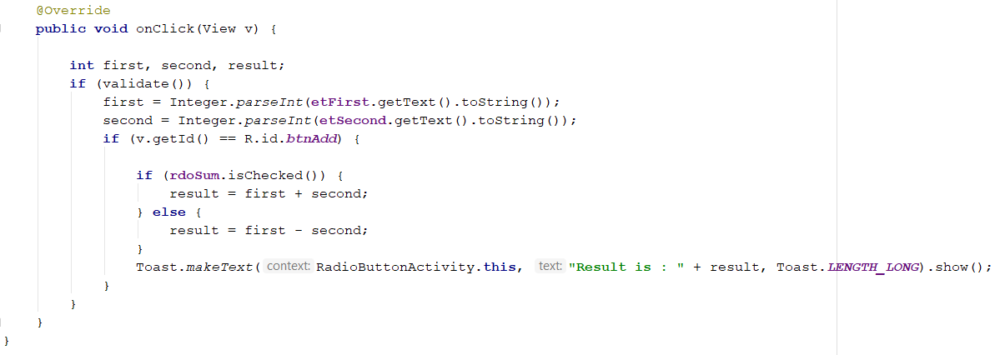 @Override
public void onClick(View v) {
int first, second, result;
if (validate()) {
first = Integer.parseInt(etFirst.getText().toString());
second = Integer.parseInt(etSecond.getText().toString());
if (v.getId() == R.id.btnAdd) {
if (rdoSum.isChecked()) {
result = first + second;
} else {
result = first - second;
}
Toast.makeText( context: RadioButtonActivity.this, text: "Result is : " + result, Toast.LENGTH_LONG).show();
}
}
}
}